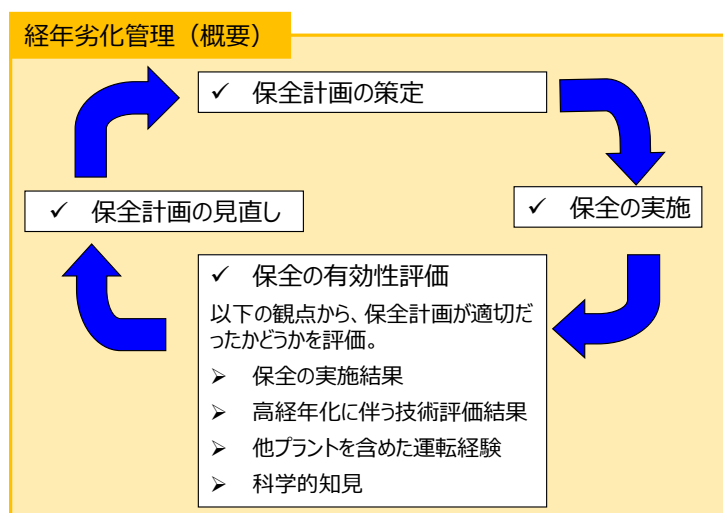 経年劣化管理（概要）
✓ 保全計画の策定
✓ 保全計画の見直し
✓ 保全の実施
✓ 保全の有効性評価
以下の観点から、保全計画が適切だ
ったかどうかを評価。
➢ 保全の実施結果
➢ 高経年化に伴う技術評価結果
➢ 他プラントを含めた運転経験
➢ 科学的知見